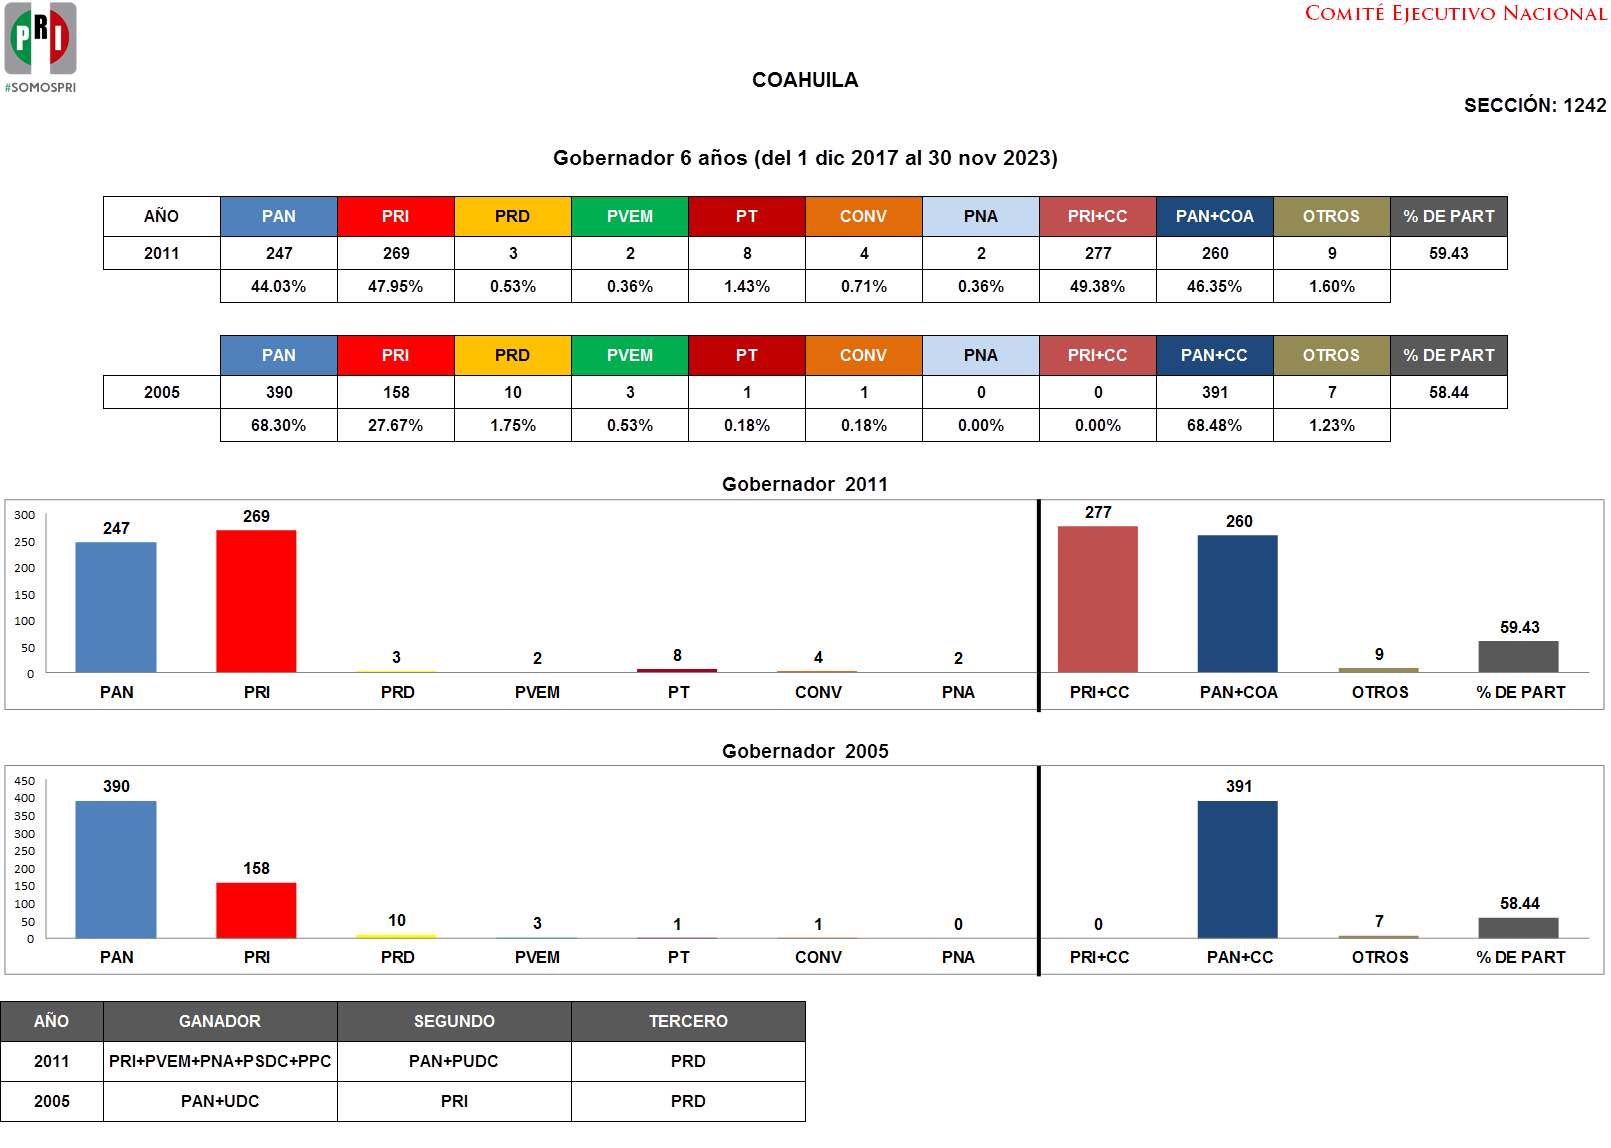 PRI
#SOMOSPRI
COMITÉ EJECUTIVO NACIONAL
COAHUILA
SECCIÓN: 1242
Gobernador 6 años (del 1 dic 2017 al 30 nov 2023)
AÑO PAN PRI PRD PVEM PT CONV PNA PRI+CC PAN+COA OTROS % DE PART
2011 247 269 3 2 8 4 2 277 260 9 59.43
44.03% 47.95% 0.53% 0.36% 1.43% 0.71% 0.36% 49.38% 46.35% 1.60%
PAN PRI PRD PVEM PT CONV PNA PRI+CC PAN+CC OTROS % DE PART
2005 390 158 10 3 1 1 0 0 391 7 58.44
68.30% 27.67% 1.75% 0.53% 0.18% 0.18% 0.00% 0.00% 68.48% 1.23%
Gobernador 2011
300
250
200
150
100
50
0
247 269 3 2 8 4 2 277 260 9 59.43
PAN PRI PRD PVEM PT CONV PNA PRI+CC PAN+COA OTROS % DE PART
Gobernador 2005
450
400
350
300
250
200
150
100
50
0
390 158 10 3 1 1 0 0 391 7 58.44
PAN PRI PRD PVEM PT CONV PNA PRI+CC PAN+CC OTROS % DE PART
AÑO GANADOR SEGUNDO TERCERO
2011 PRI+PVEM+PNA+PSDC+PPC PAN+PUDC PRD
2005 PAN+UDC PRI PRD